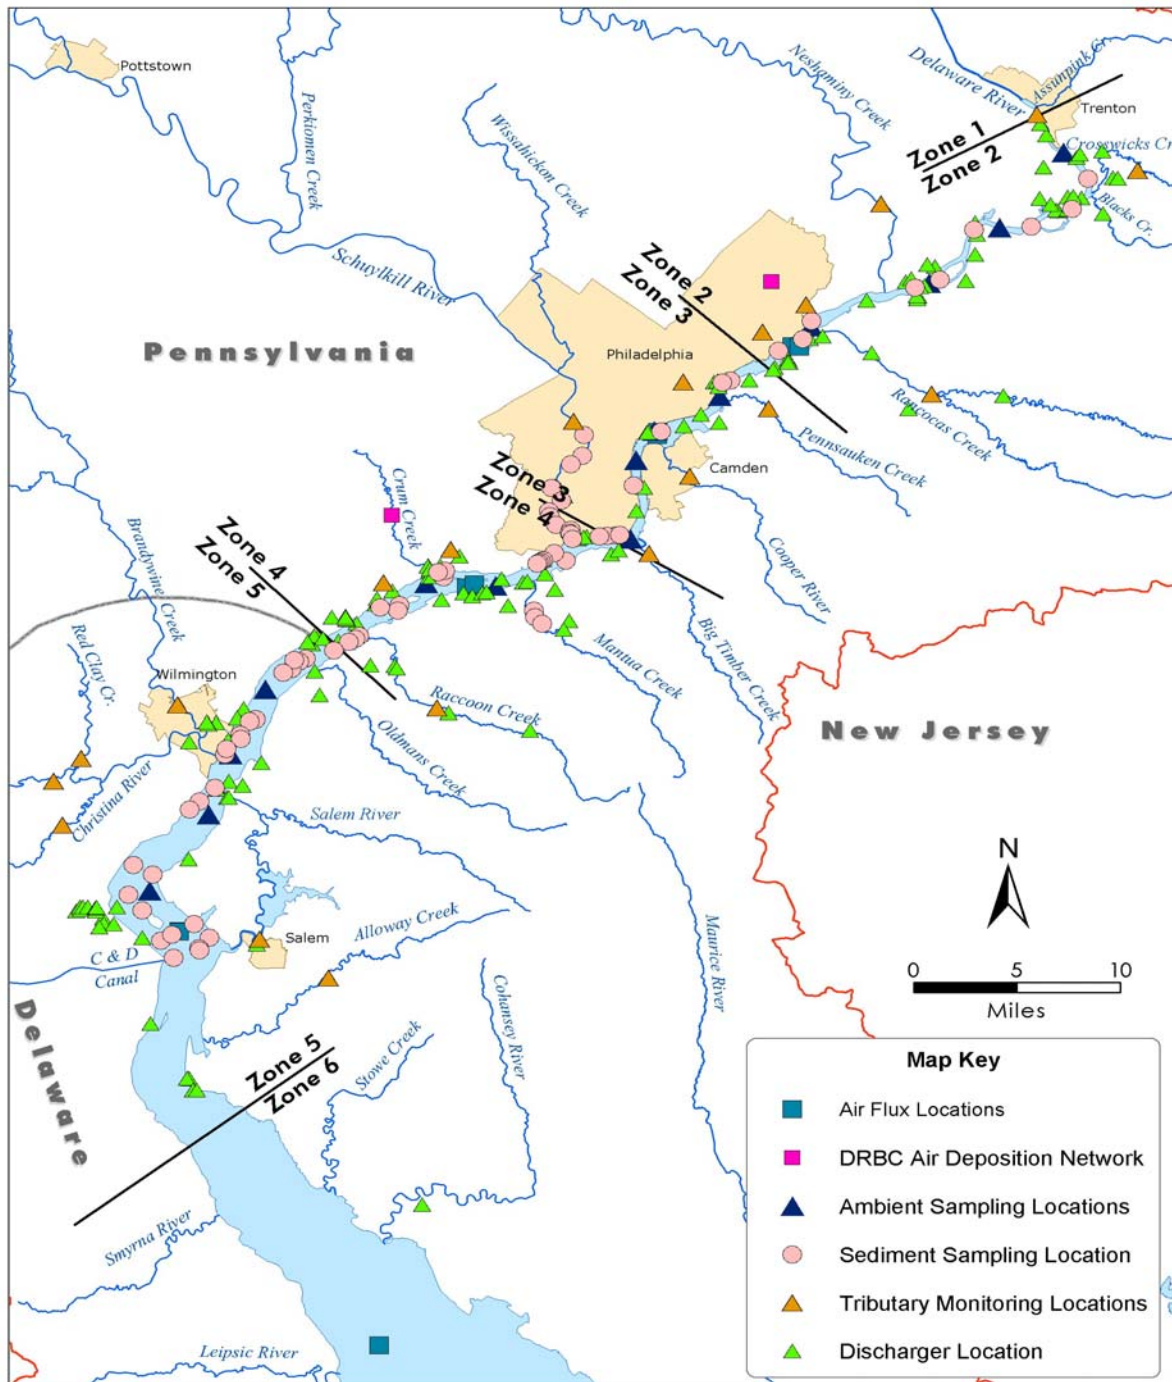 Pottstown
Perkiomen Creek
Wissahickon Creek
Neshaminy Creek
Delaware River
Assunpink Cr.
Trenton
Zone 1
Zone 2
Crosswicks Cr
Blacks Cr.
Schuylkill River
Zone 2
Zone 3
Pennsylvania
Philadelphia
Rancocas Creek
Pennsauken Creek
Camden
Zone 3
Zone 4
Crum Creek
Cooper River
Big Timber Creek
Brandywine Creek
Zone 4
Zone 5
Red Clay Cr.
Wilmington
Mantua Creek
Raccoon Creek
Oldmans Creek
New Jersey
Christina River
Salem River
Salem
Alloway Creek
Maurice River
C & D
Canal
Cohansey River
Stowe Creek
Delaware
Zone 5
Zone 6
Smyrna River
Leipsic River
N
0 5 10
Miles
Map Key
Air Flux Locations
DRBC Air Deposition Network
Ambient Sampling Locations
Sediment Sampling Location
Tributary Monitoring Locations
Discharger Location